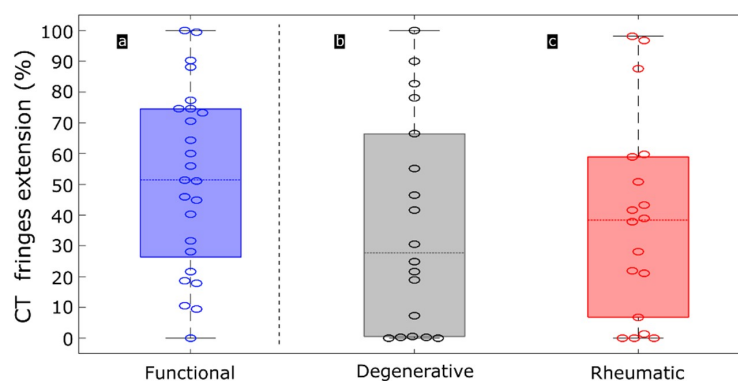 CT fringes extension (%)
100
90
80
70
60
50
40
30
20
10
0
a
b
c
Functional
Degenerative
Rheumatic